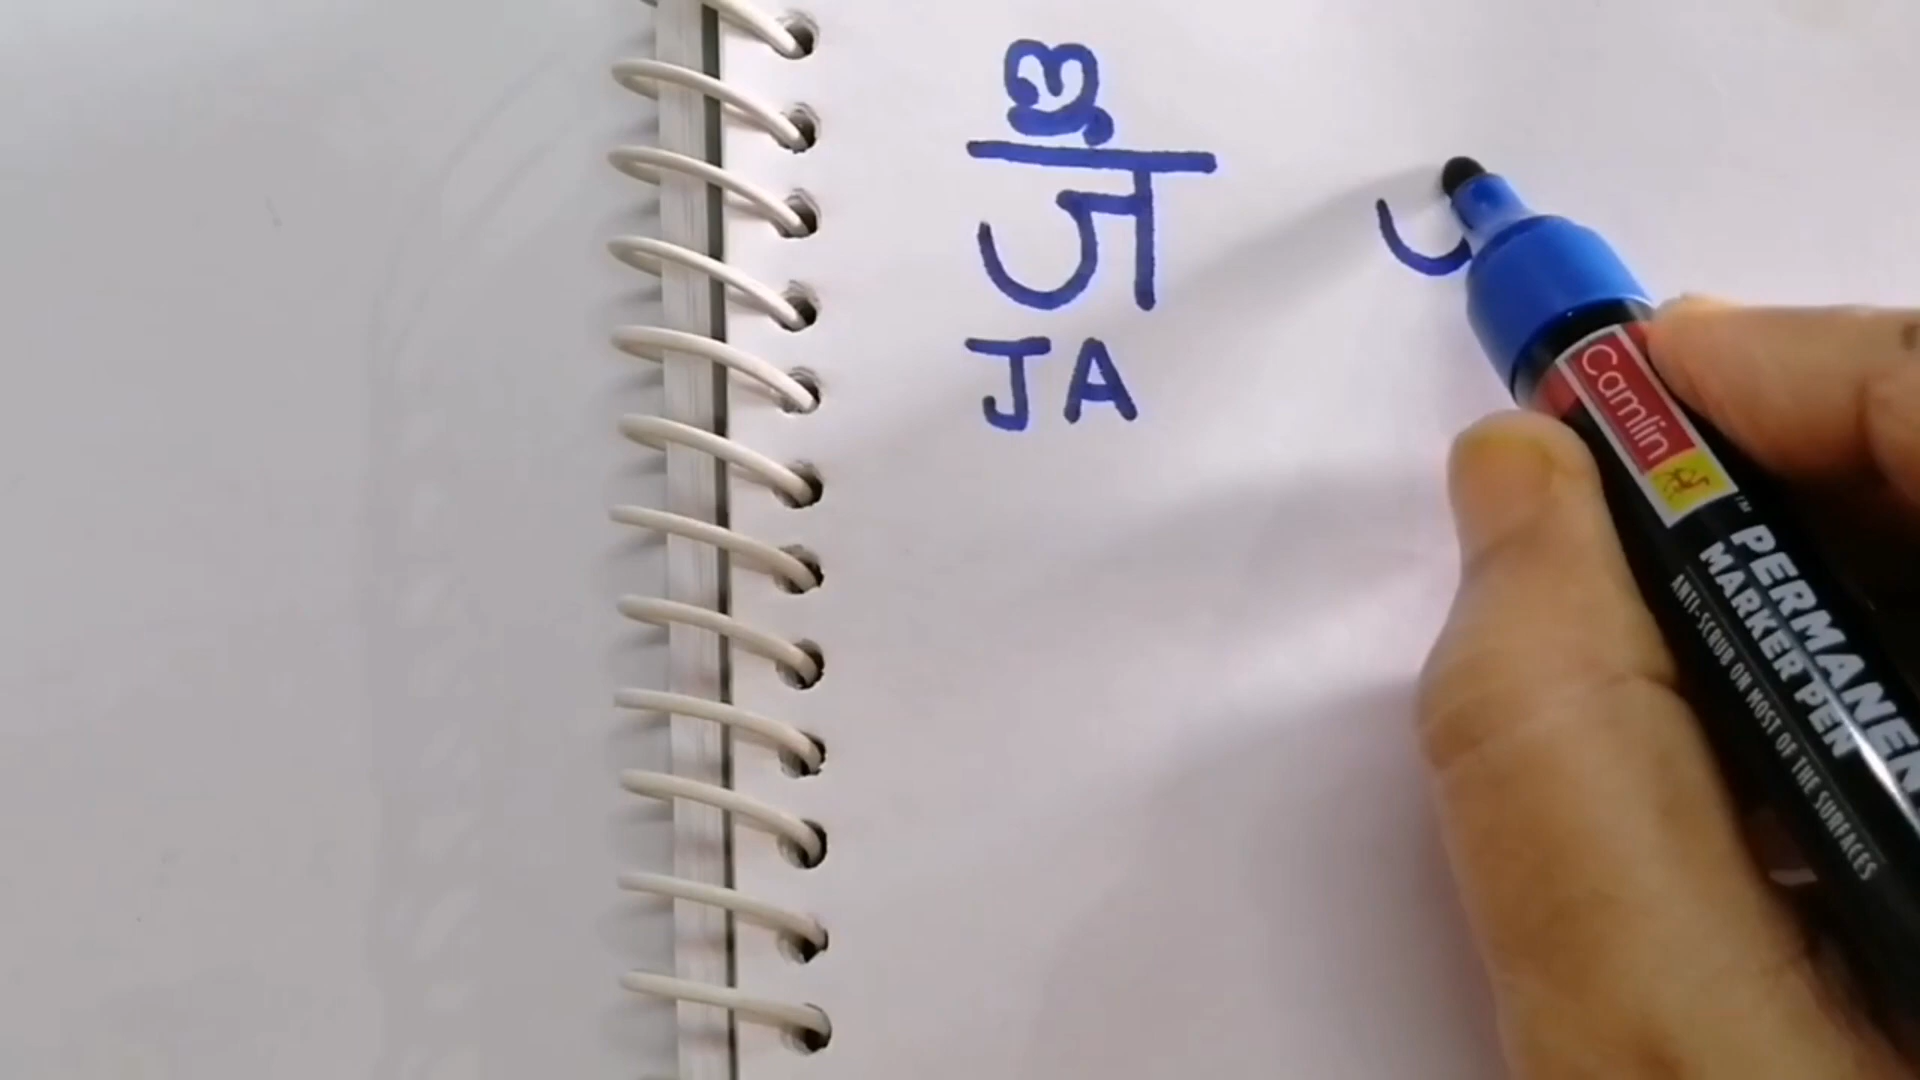 ज
JA
Camlin
PERMANEN
MARKER PEN
ANTI-SCRUB ON MOST OF THE SURFACES